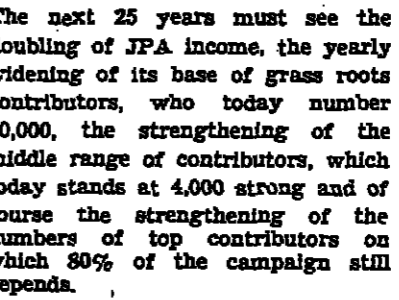 The next 25 years must see the
doubling of JPA income, the yearly
widening of its base of grass roots
contributors, who today number
0,000, the strengthening of the
middle range of contributors, which
today stands at 4,000 strong and of
course the strengthening of the
numbers of top contributors on
which 80% of the campaign still
depends.